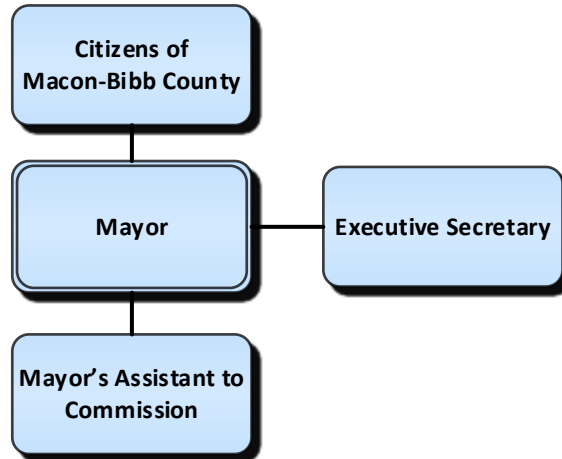 Citizens of
Macon-Bibb County
Mayor
Executive Secretary
Mayor’s Assistant to
Commission